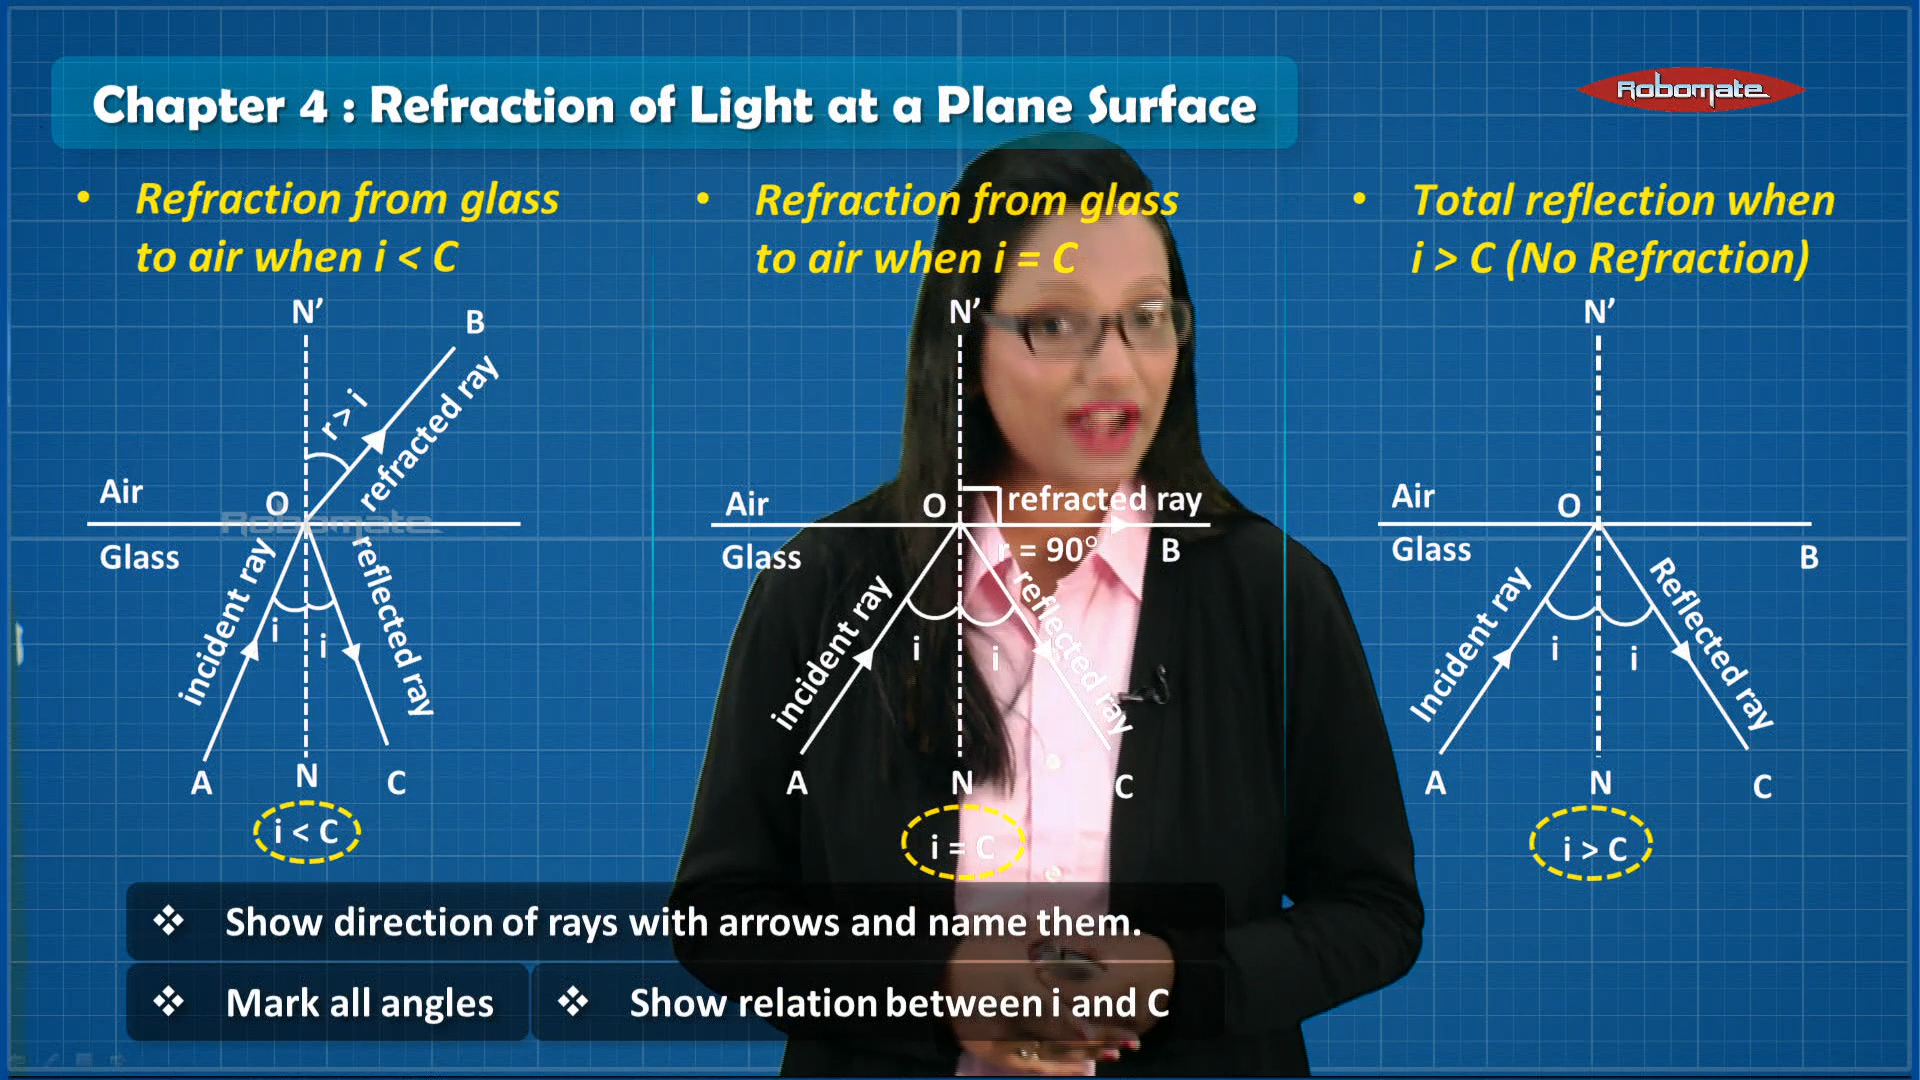 Chapter 4 : Refraction of Light at a Plane Surface
Robomate
• Refraction from glass
to air when i < C
• Refraction from glass
to air when i = C
• Total reflection when
i > C (No Refraction)
N'
B
r > i
refracted ray
Air
O
Robomate
Glass
incident ray
reflected ray
i
i
A
N
C
i < C
N'
Air
O
refracted ray
Glass
r = 90°
B
incident ray
reflected ray
i
i
A
N
C
i = C
N'
Air
O
Glass
B
Incident ray
Reflected ray
i
i
A
N
C
i > C
❖ Show direction of rays with arrows and name them.
❖ Mark all angles
❖ Show relation between i and C